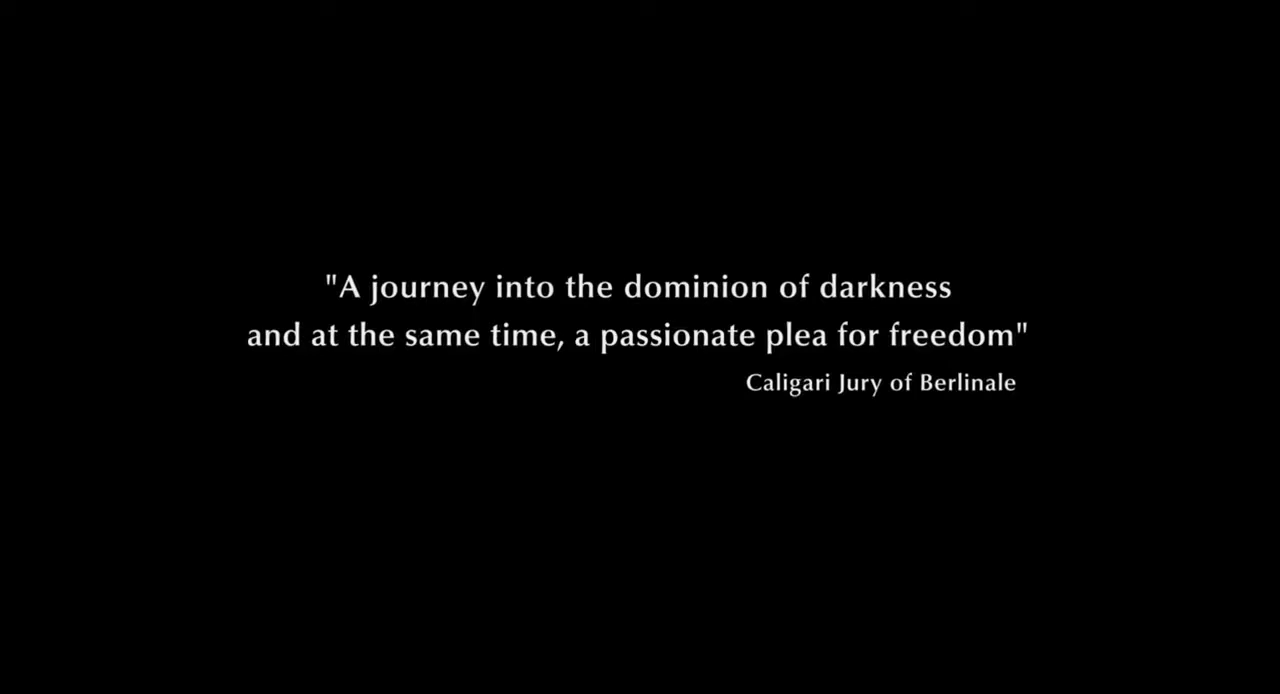 "A journey into the dominion of darkness
and at the same time, a passionate plea for freedom"
Caligari Jury of Berlinale